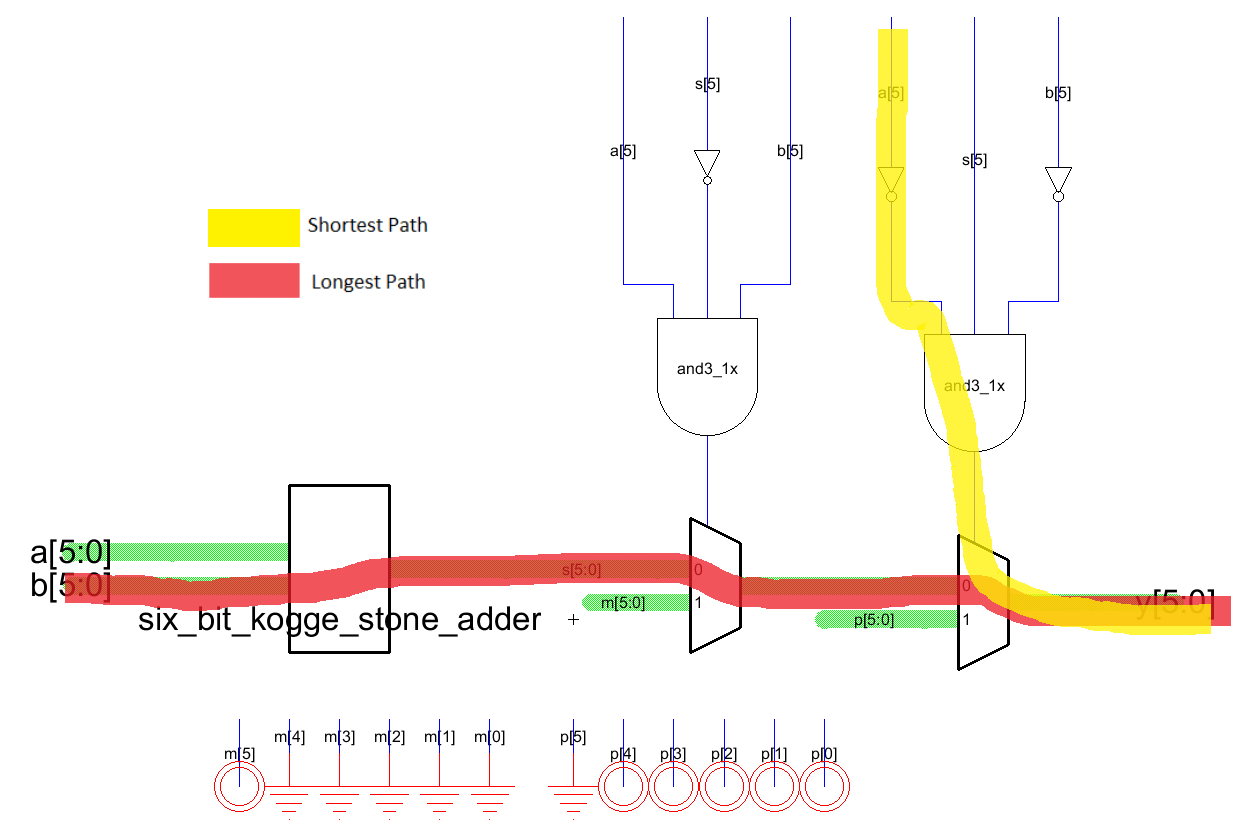 s[5]
a[5]
b[5]
a[5]
b[5]
s[5]
Shortest Path
Longest Path
and3_1x
and3_1x
a[5:0]
b[5:0]
s[5:0]
0
m[5:0]
1
0
p[5:0]
1
y[5:0]
six_bit_kogge_stone_adder
m[5]
m[4]
m[3]
m[2]
m[1]
m[0]
p[5]
p[4]
p[3]
p[2]
p[1]
p[0]